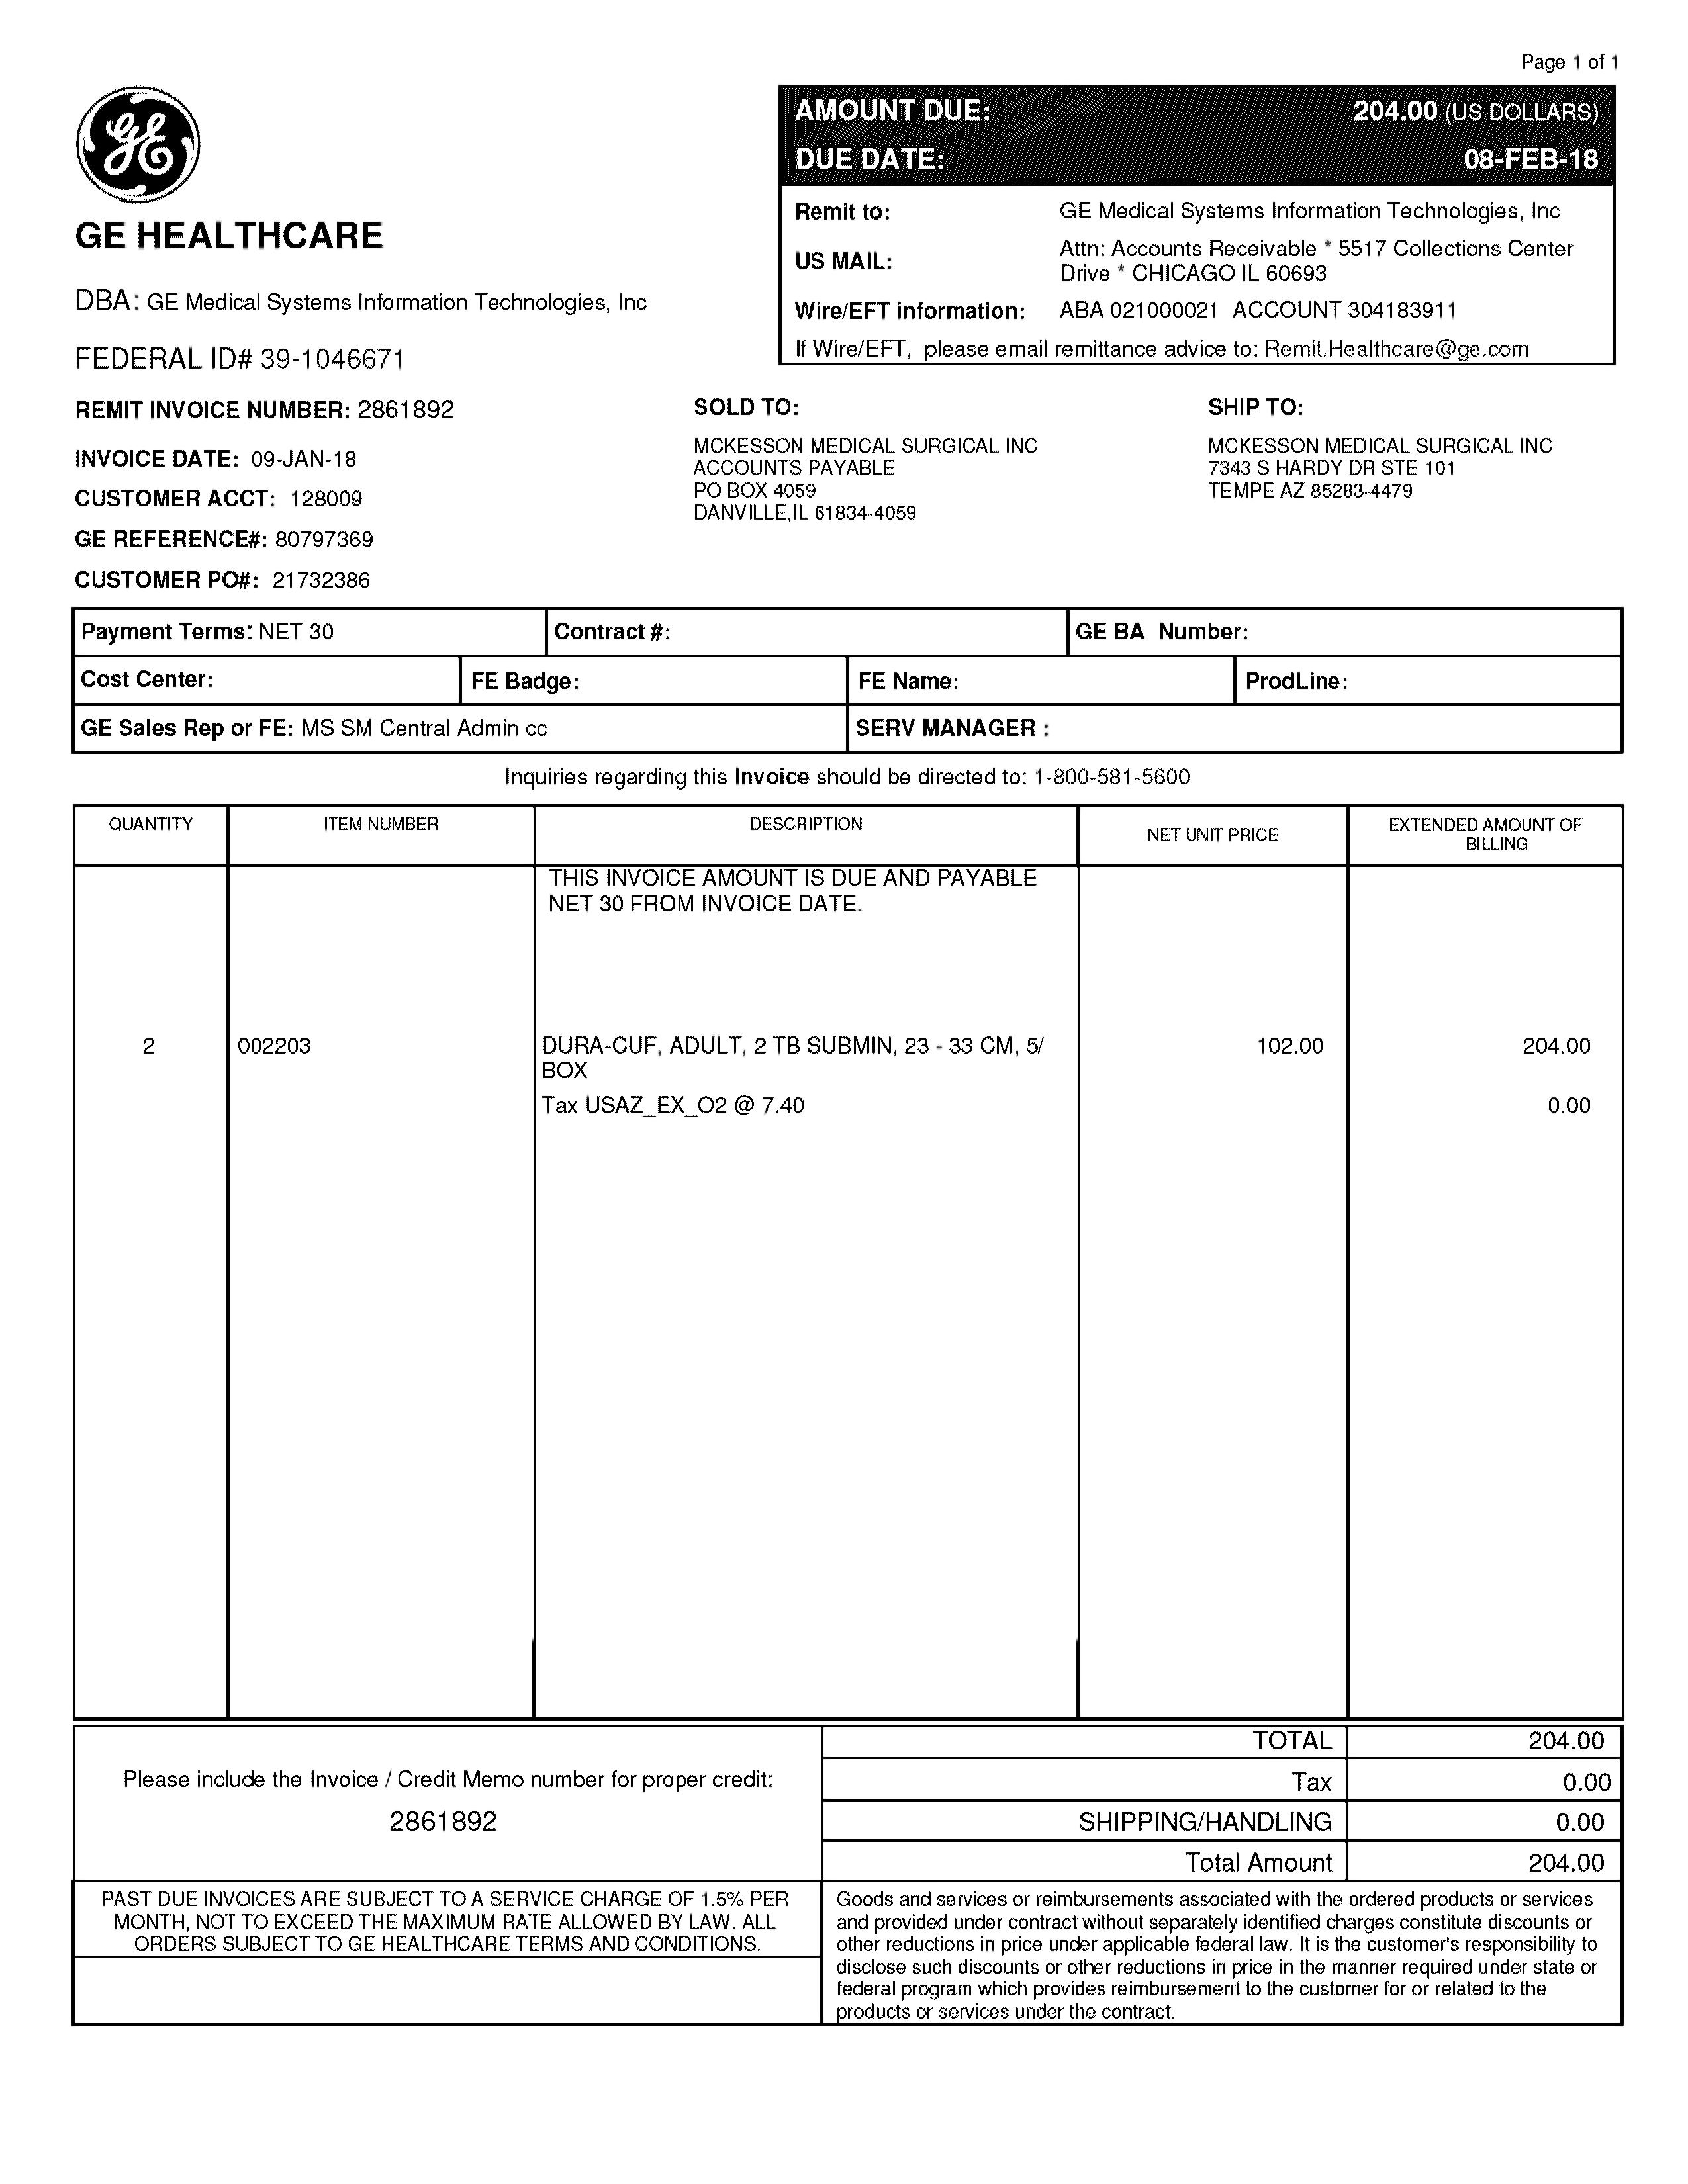 Page 1 of 1
GE
AMOUNT DUE: 204.00 (US DOLLARS)
DUE DATE: 08-FEB-18
GE HEALTHCARE
DBA: GE Medical Systems Information Technologies, Inc
FEDERAL ID# 39-1046671
Remit to: GE Medical Systems Information Technologies, Inc
US MAIL: Attn: Accounts Receivable * 5517 Collections Center
Drive * CHICAGO IL 60693
Wire/EFT information: ABA 021000021 ACCOUNT 304183911
If Wire/EFT, please email remittance advice to: Remit.Healthcare@ge.com
REMIT INVOICE NUMBER: 2861892
INVOICE DATE: 09-JAN-18
CUSTOMER ACCT: 128009
GE REFERENCE#: 80797369
CUSTOMER PO#: 21732386
SOLD TO:
MCKESSON MEDICAL SURGICAL INC
ACCOUNTS PAYABLE
PO BOX 4059
DANVILLE,IL 61834-4059
SHIP TO:
MCKESSON MEDICAL SURGICAL INC
7343 S HARDY DR STE 101
TEMPE AZ 85283-4479
Payment Terms: NET 30 Contract #: GE BA Number:
Cost Center: FE Badge: FE Name: ProdLine:
GE Sales Rep or FE: MS SM Central Admin cc SERV MANAGER :
Inquiries regarding this Invoice should be directed to: 1-800-581-5600
QUANTITY ITEM NUMBER DESCRIPTION NET UNIT PRICE EXTENDED AMOUNT OF
BILLING
THIS INVOICE AMOUNT IS DUE AND PAYABLE
NET 30 FROM INVOICE DATE.
2 002203 DURA-CUF, ADULT, 2 TB SUBMIN, 23 - 33 CM, 5/ 102.00 204.00
BOX
Tax USAZ_EX_O2 @ 7.40 0.00
Please include the Invoice / Credit Memo number for proper credit:
2861892
TOTAL 204.00
Tax 0.00
SHIPPING/HANDLING 0.00
Total Amount 204.00
PAST DUE INVOICES ARE SUBJECT TO A SERVICE CHARGE OF 1.5% PER
MONTH, NOT TO EXCEED THE MAXIMUM RATE ALLOWED BY LAW. ALL
ORDERS SUBJECT TO GE HEALTHCARE TERMS AND CONDITIONS.
Goods and services or reimbursements associated with the ordered products or services
and provided under contract without separately identified charges constitute discounts or
other reductions in price under applicable federal law. It is the customer's responsibility to
disclose such discounts or other reductions in price in the manner required under state or
federal program which provides reimbursement to the customer for or related to the
products or services under the contract.